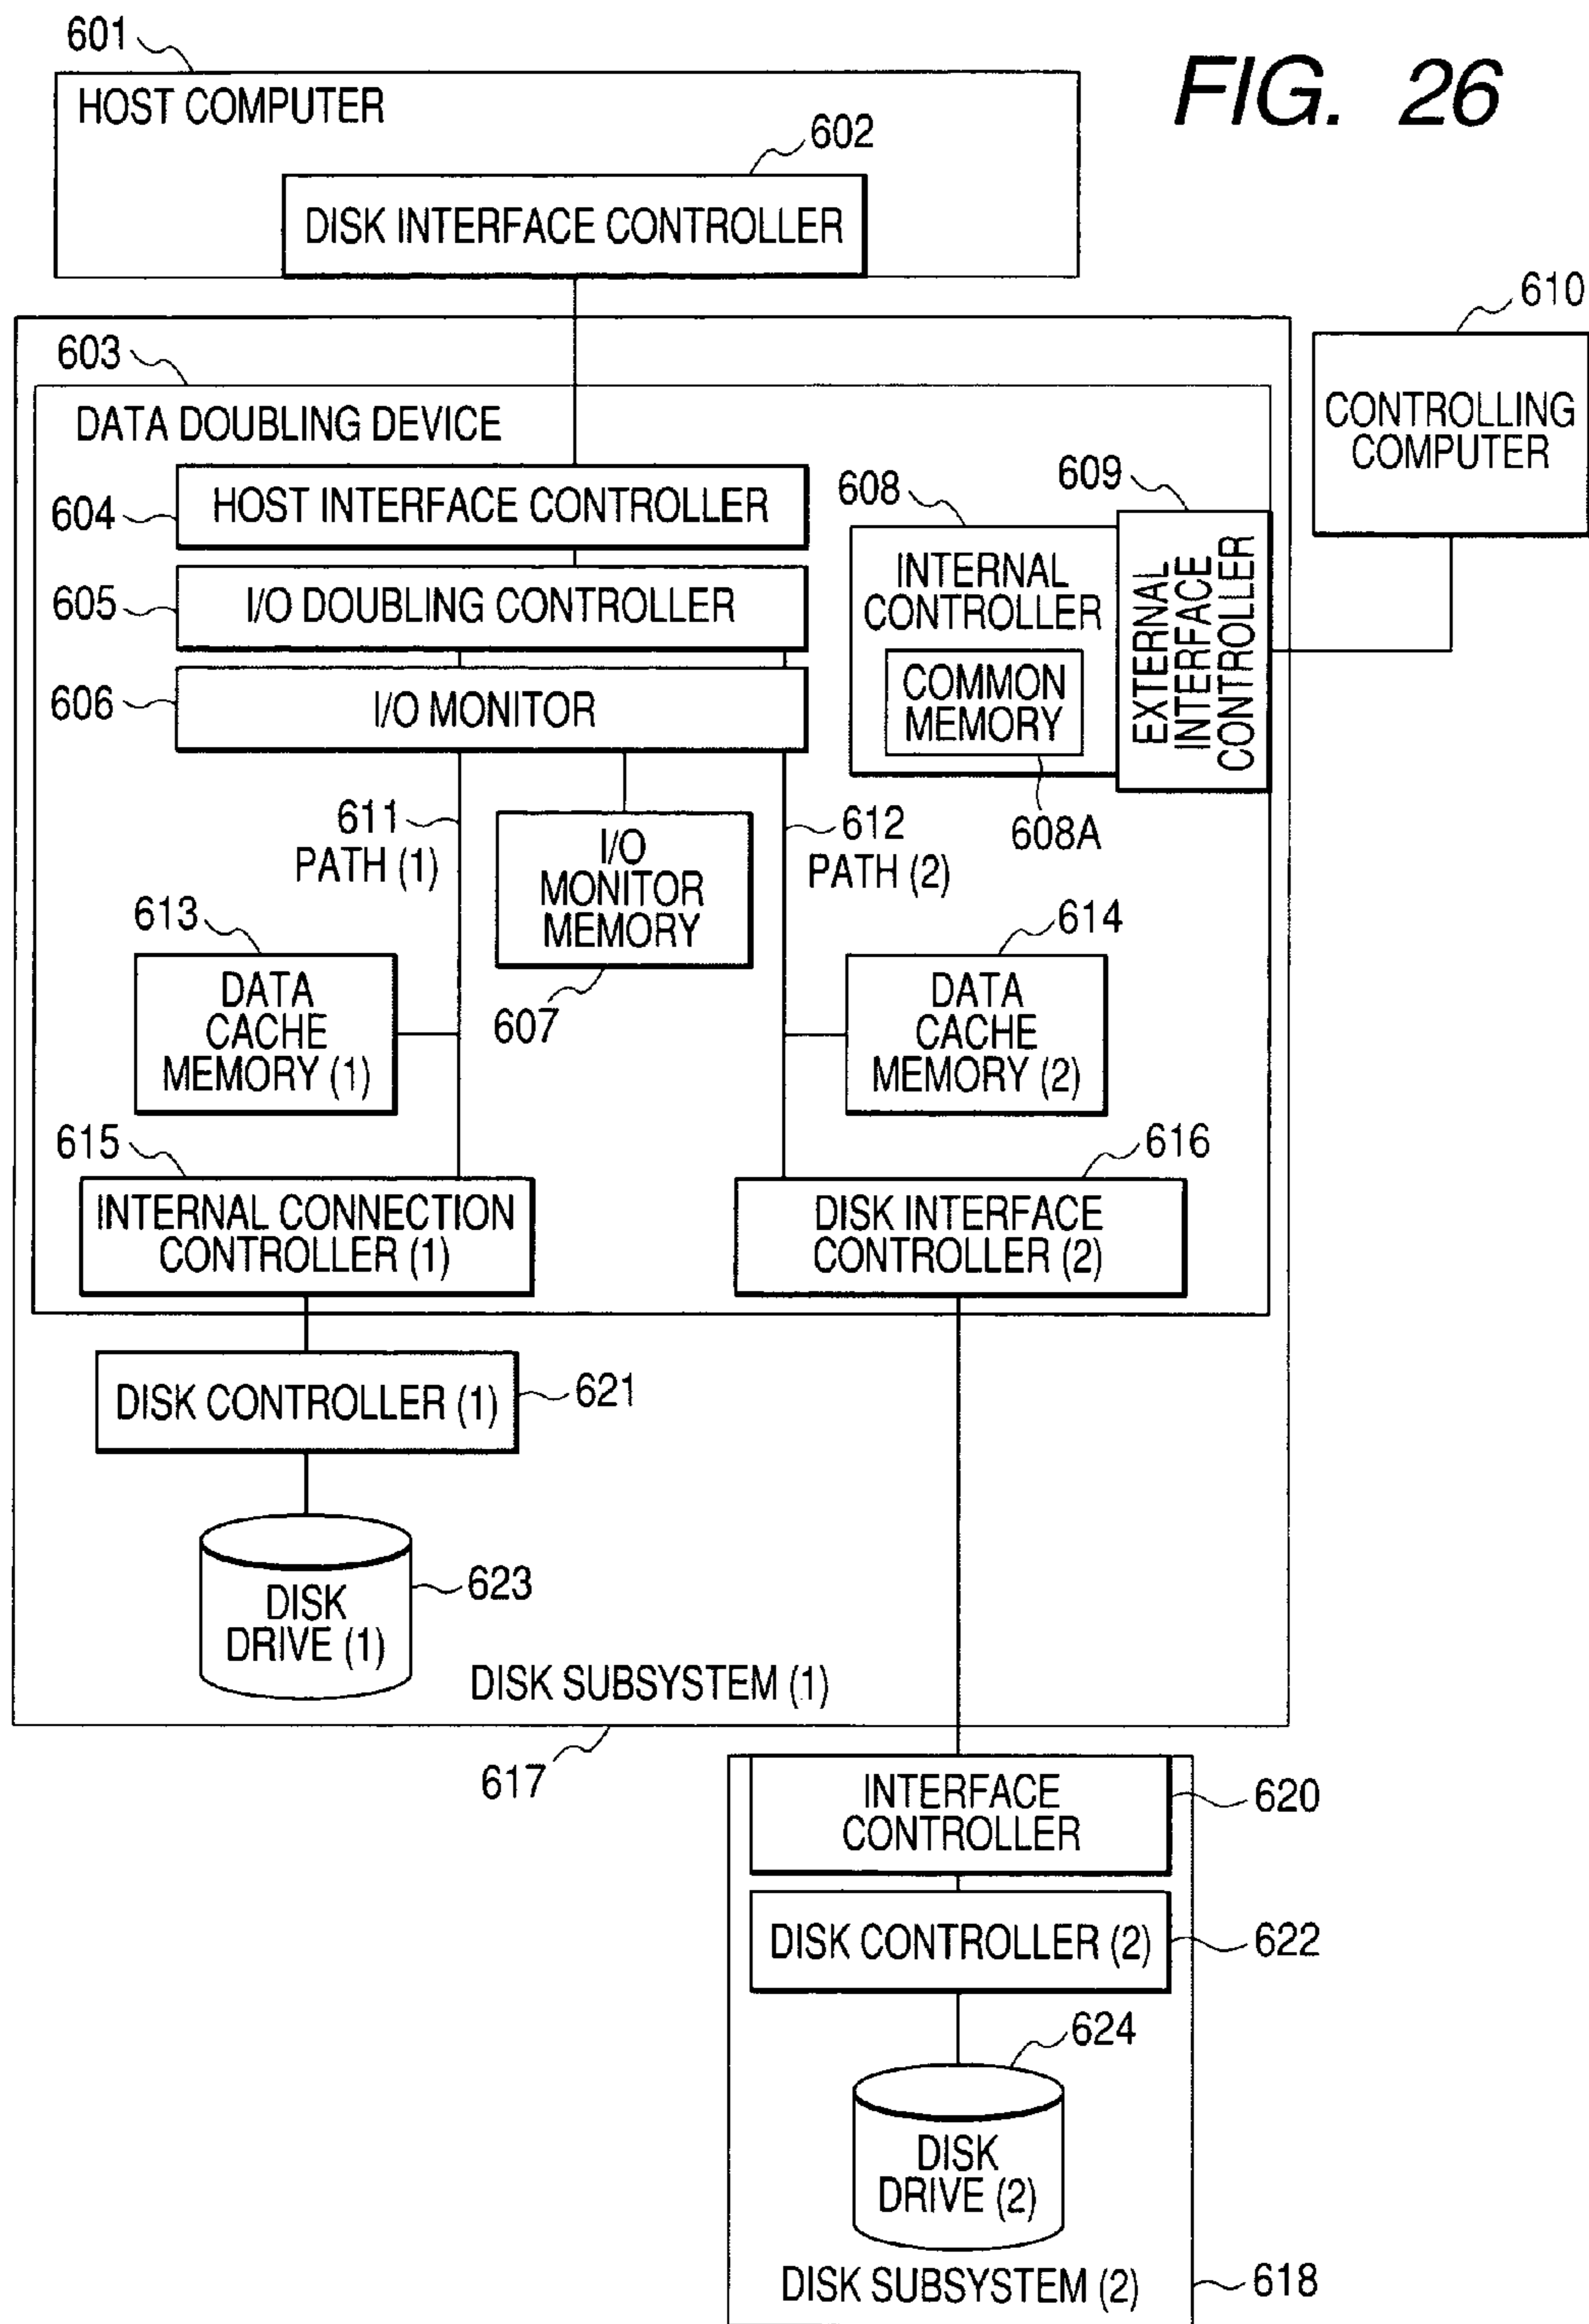 601
FIG. 26
HOST COMPUTER
602
DISK INTERFACE CONTROLLER
610
603
CONTROLLING
COMPUTER
DATA DOUBLING DEVICE
609
608
604
HOST INTERFACE CONTROLLER
EXTERNAL
INTERFACE
CONTROLLER
INTERNAL
CONTROLLER
605
I/O DOUBLING CONTROLLER
COMMON
MEMORY
606
I/O MONITOR
611
PATH (1)
I/O
MONITOR
MEMORY
612
PATH (2)
608A
613
614
607
DATA
CACHE
MEMORY (1)
DATA
CACHE
MEMORY (2)
615
616
INTERNAL CONNECTION
CONTROLLER (1)
DISK INTERFACE
CONTROLLER (2)
DISK CONTROLLER (1)
621
DISK
DRIVE (1)
623
DISK SUBSYSTEM (1)
617
INTERFACE
CONTROLLER
620
DISK CONTROLLER (2)
622
624
DISK
DRIVE (2)
DISK SUBSYSTEM (2)
618